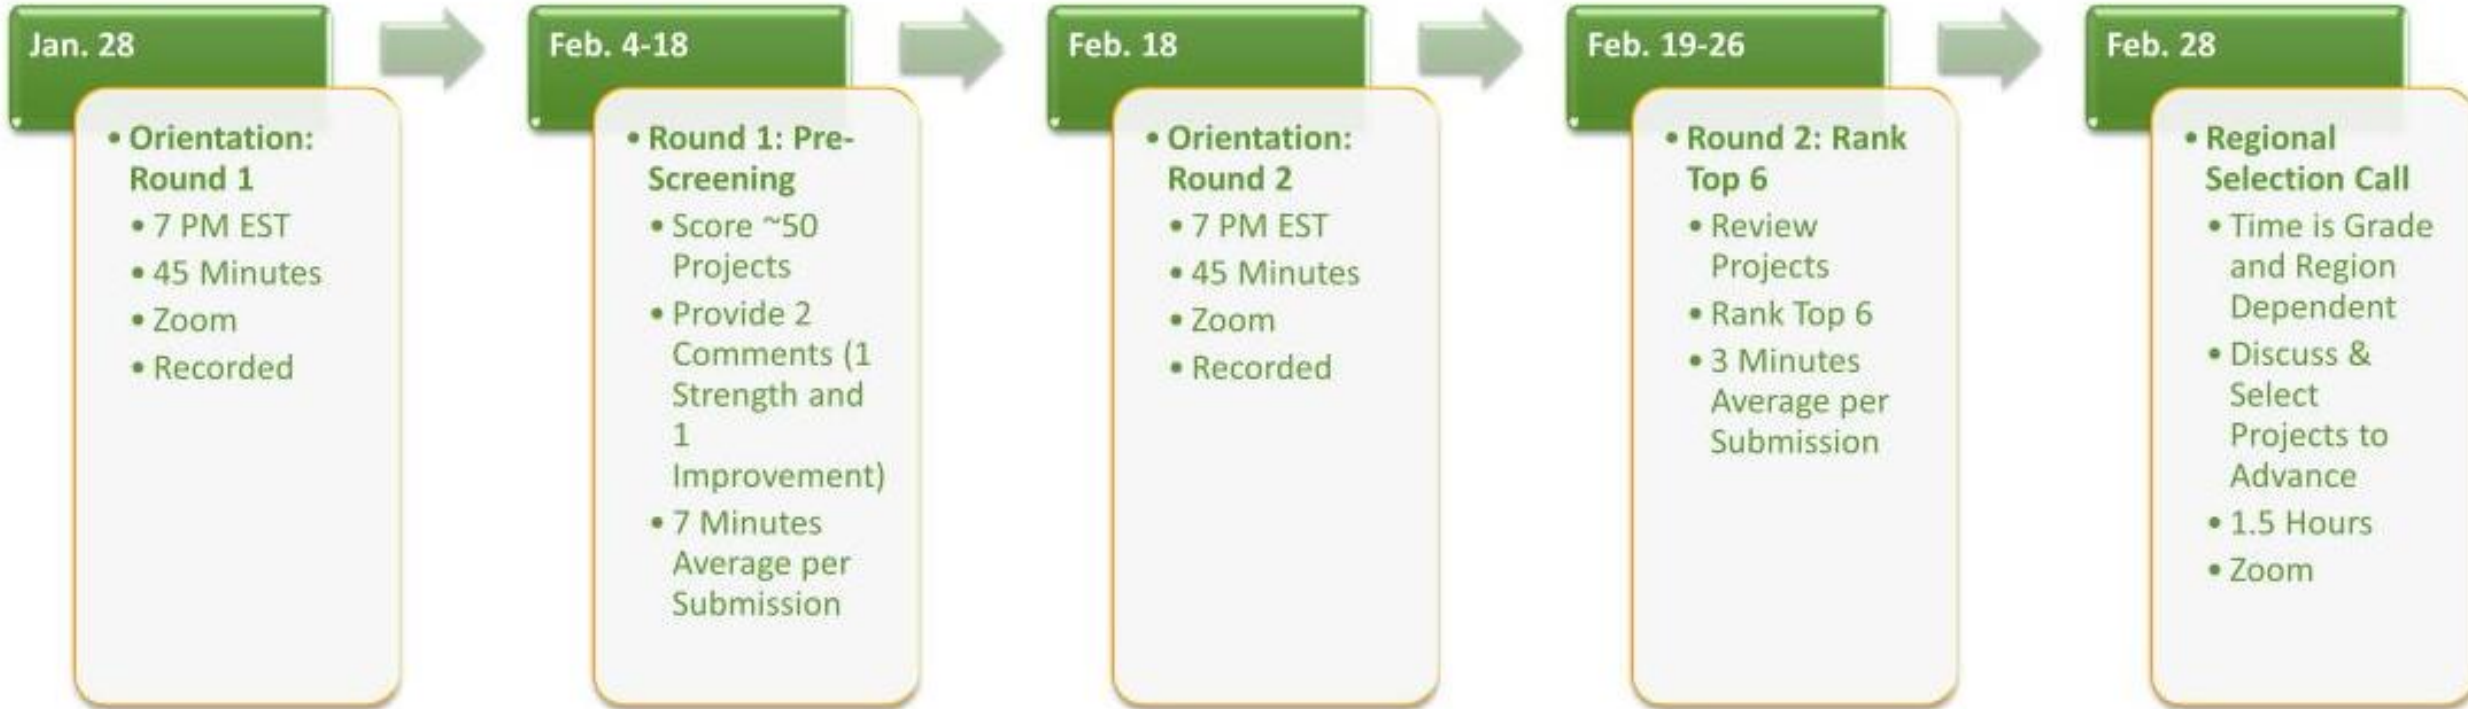 Jan. 28
• Orientation:
Round 1
• 7 PM EST
• 45 Minutes
• Zoom
• Recorded
Feb. 4-18
• Round 1: Pre-
Screening
• Score ~50
Projects
• Provide 2
Comments (1
Strength and
1
Improvement)
• 7 Minutes
Average per
Submission
Feb. 18
• Orientation:
Round 2
• 7 PM EST
• 45 Minutes
• Zoom
• Recorded
Feb. 19-26
• Round 2: Rank
Top 6
• Review
Projects
• Rank Top 6
• 3 Minutes
Average per
Submission
Feb. 28
• Regional
Selection Call
• Time is Grade
and Region
Dependent
• Discuss &
Select
Projects to
Advance
• 1.5 Hours
• Zoom